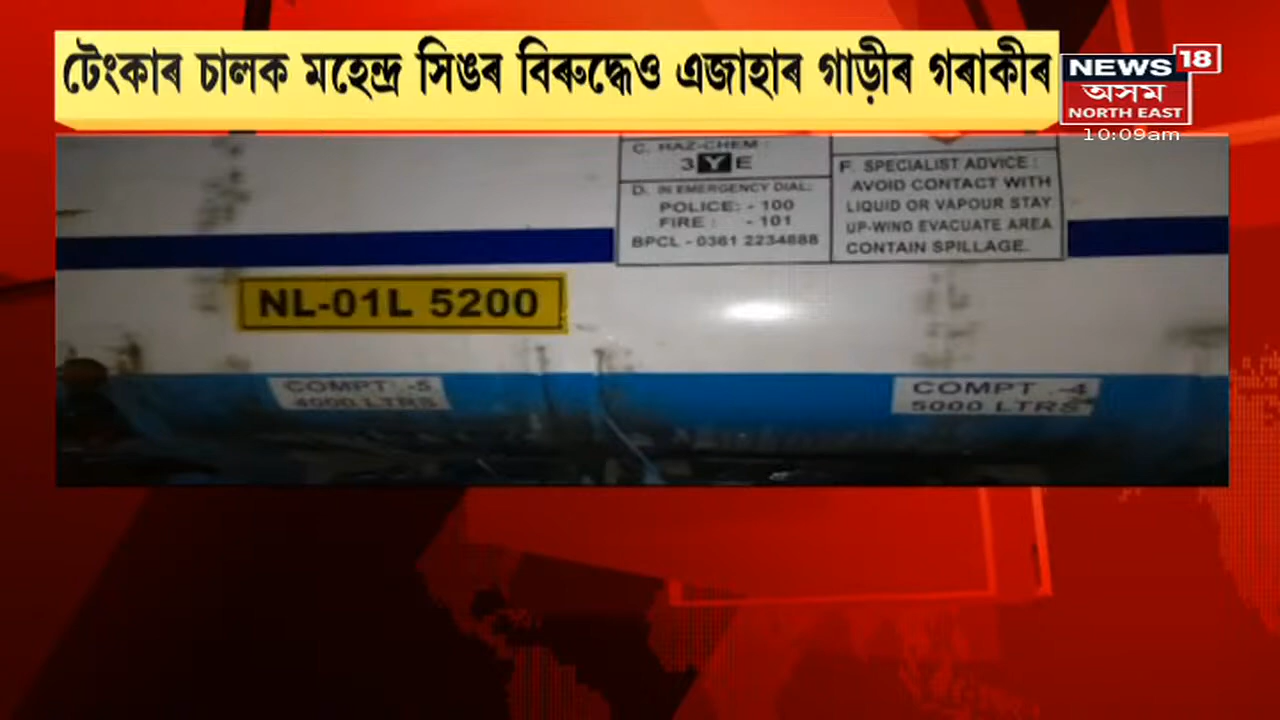 টেংকাৰ চালক মহেন্দ্ৰ সিঙৰ বিৰুদ্ধেও এজাহাৰ গাড়ীৰ গৰাকীৰ
NEWS 18
অসম
NORTH EAST
10:09am
C. HAZ-CHEM :
3YE
D. IN EMERGENCY DIAL:
POLICE: - 100
FIRE : - 101
BPCL - 0361 2234888
F. SPECIALIST ADVICE :
AVOID CONTACT WITH
LIQUID OR VAPOUR STAY
UP-WIND EVACUATE AREA
CONTAIN SPILLAGE.
NL-01L 5200
COMPT .-5
4000 LTRS
COMPT .-4
5000 LTRS